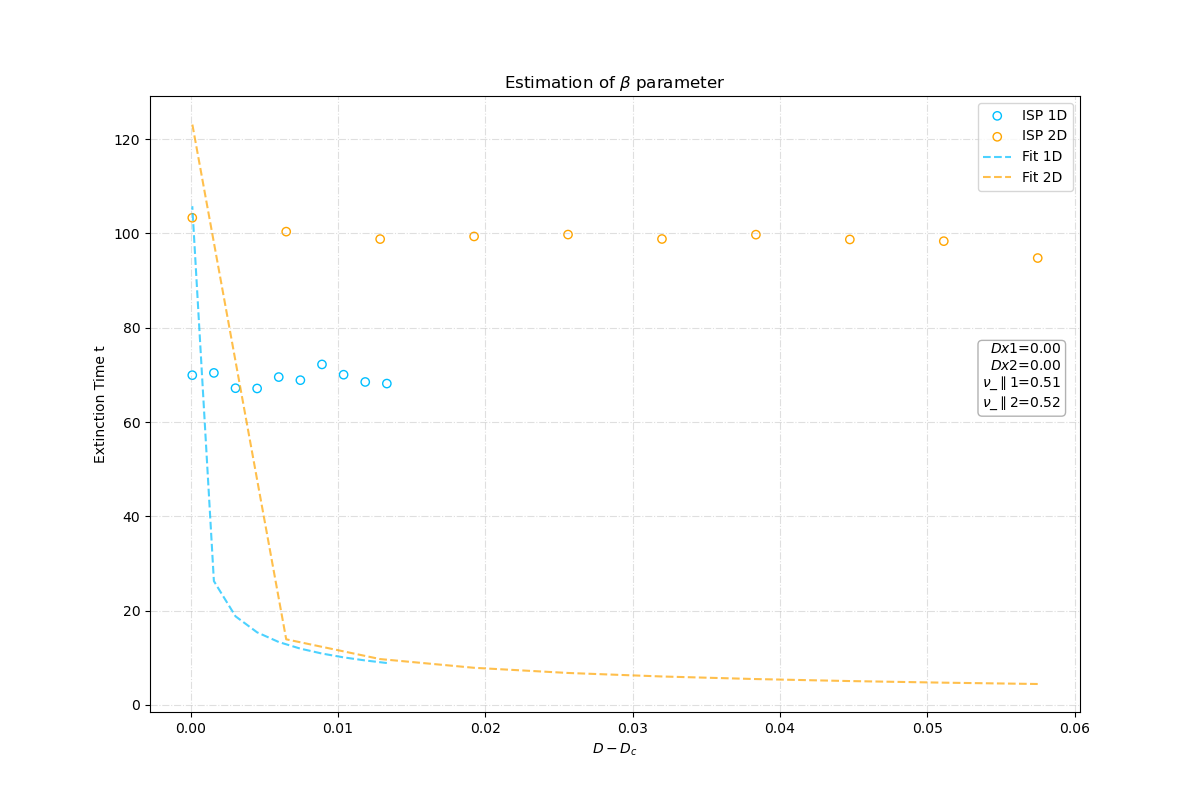 Estimation of β parameter
120
100
80
60
40
20
0
Extinction Time t
ISP 1D
ISP 2D
Fit 1D
Fit 2D
Dx1=0.00
Dx2=0.00
ν_∥1=0.51
ν_∥2=0.52
0.00
0.01
0.02
0.03
0.04
0.05
0.06
D − D_c